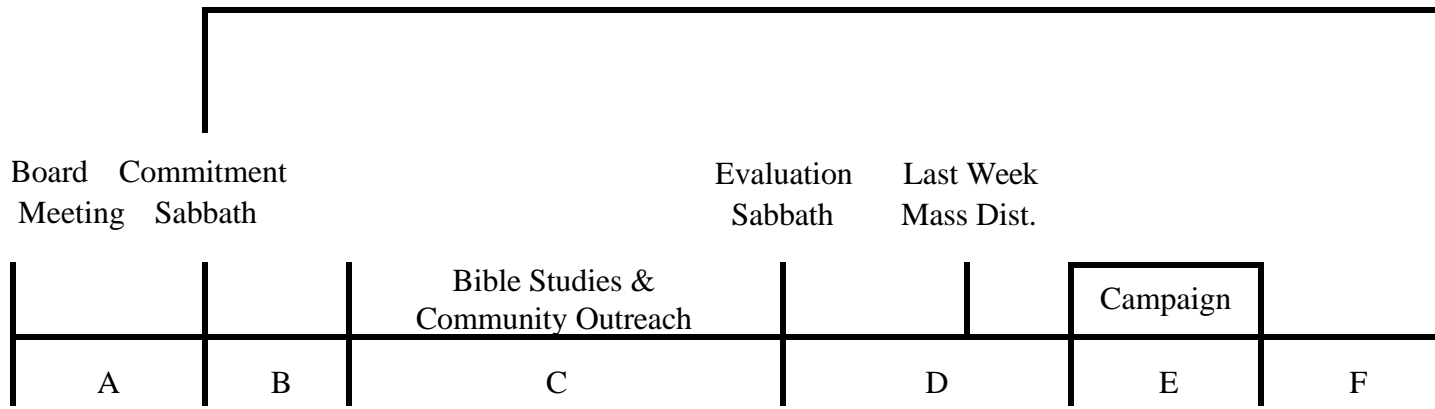 Board Commitment
Meeting Sabbath
Evaluation Last Week
Sabbath Mass Dist.
Bible Studies &
Community Outreach
Campaign
A B C D E F